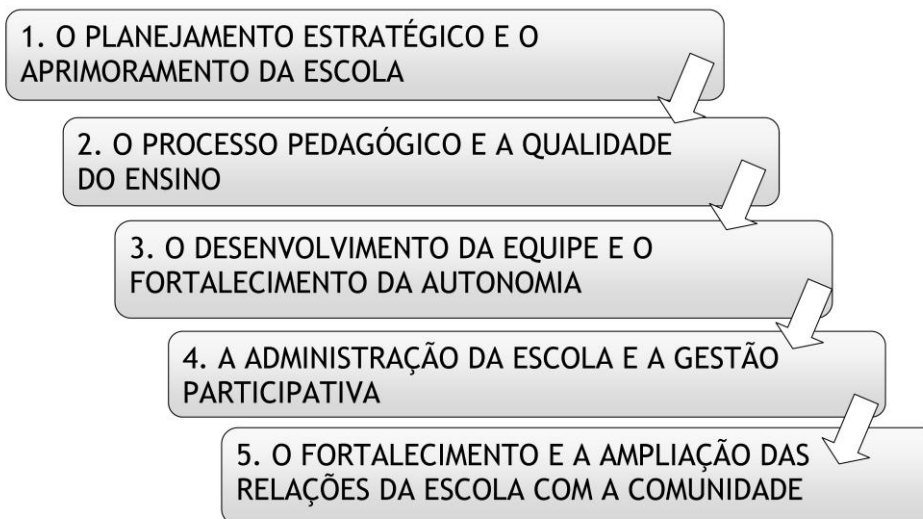 1. O PLANEJAMENTO ESTRATÉGICO E O
APRIMORAMENTO DA ESCOLA
2. O PROCESSO PEDAGÓGICO E A QUALIDADE
DO ENSINO
3. O DESENVOLVIMENTO DA EQUIPE E O
FORTALECIMENTO DA AUTONOMIA
4. A ADMINISTRAÇÃO DA ESCOLA E A GESTÃO
PARTICIPATIVA
5. O FORTALECIMENTO E A AMPLIAÇÃO DAS
RELAÇÕES DA ESCOLA COM A COMUNIDADE